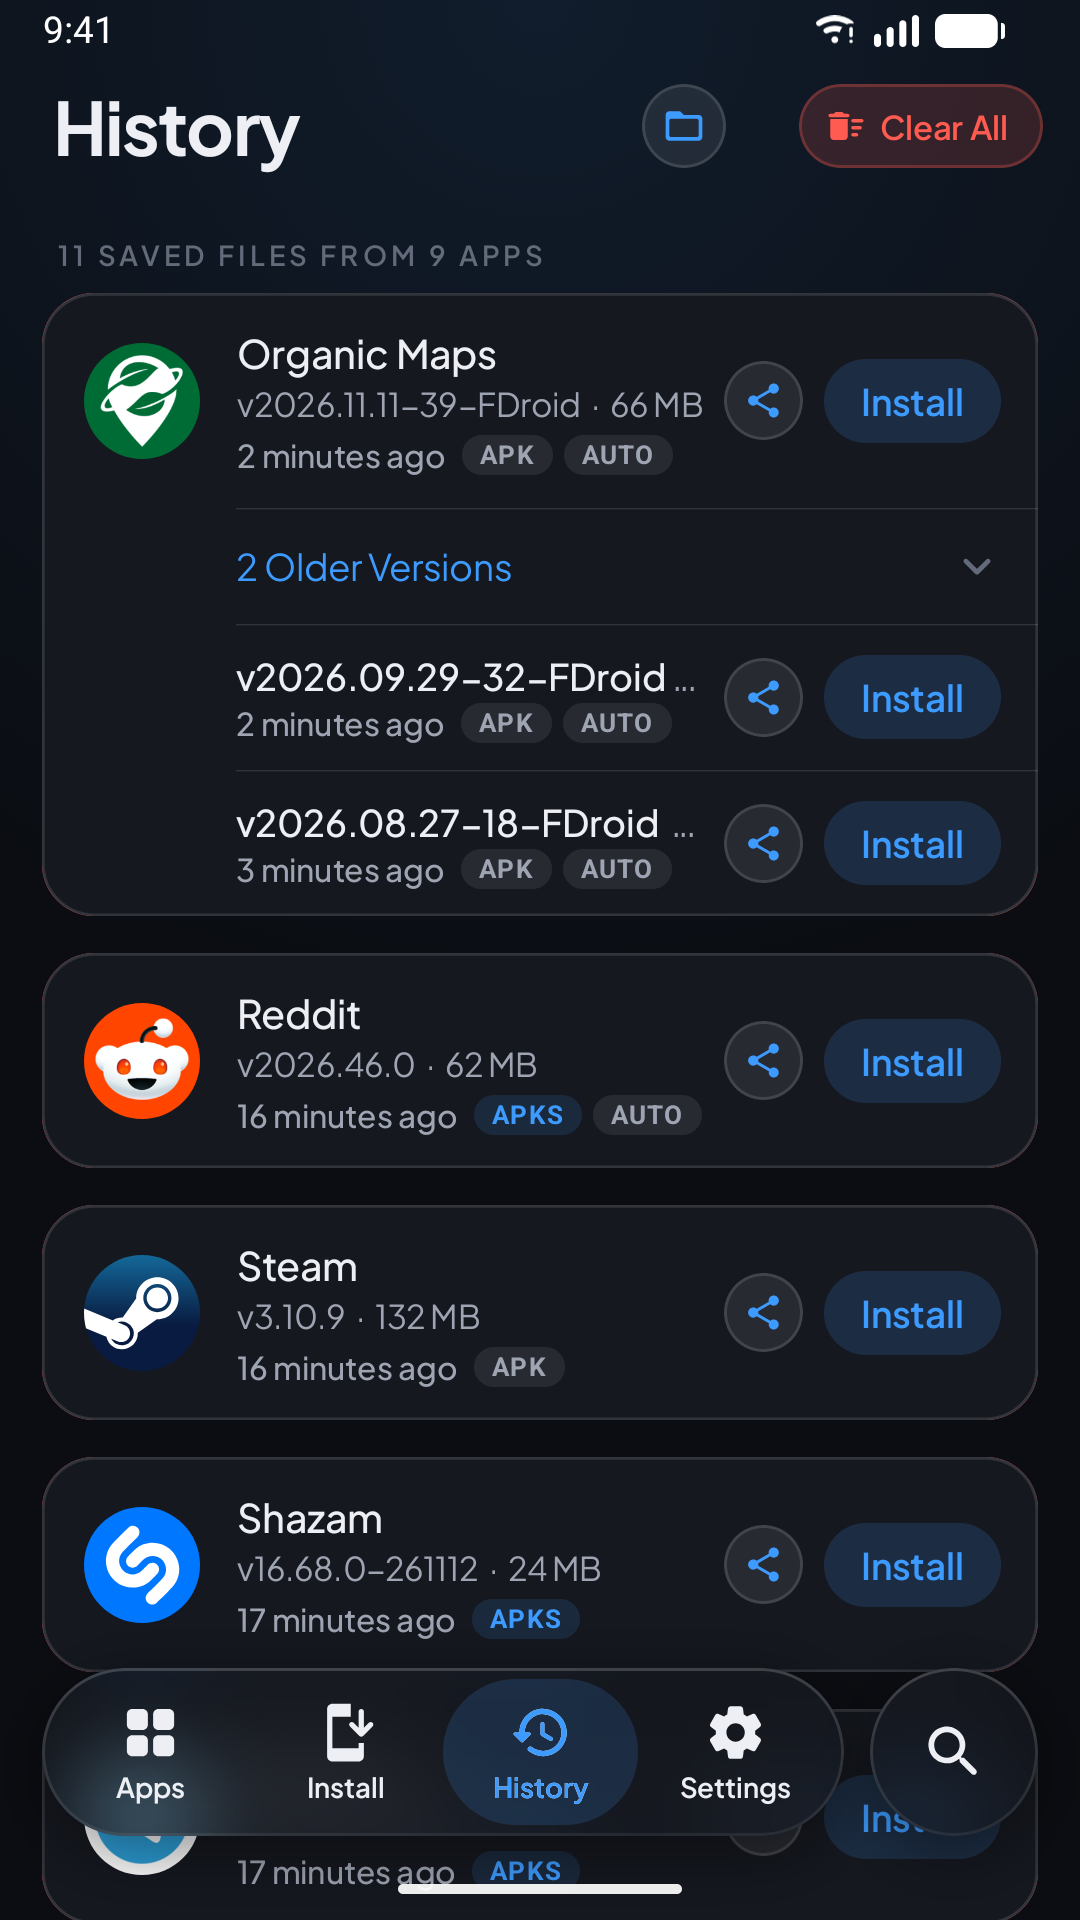 9:41
History
Clear All
11 SAVED FILES FROM 9 APPS
Organic Maps
v2026.11.11-39-FDroid · 66 MB
2 minutes ago APK AUTO
Install
2 Older Versions
v2026.09.29-32-FDroid ...
2 minutes ago APK AUTO
Install
v2026.08.27-18-FDroid ...
3 minutes ago APK AUTO
Install
Reddit
v2026.46.0 · 62 MB
16 minutes ago APKS AUTO
Install
Steam
v3.10.9 · 132 MB
16 minutes ago APK
Install
Shazam
v16.68.0-261112 · 24 MB
17 minutes ago APKS
Install
Apps
Install
History
Settings
17 minutes ago APKS